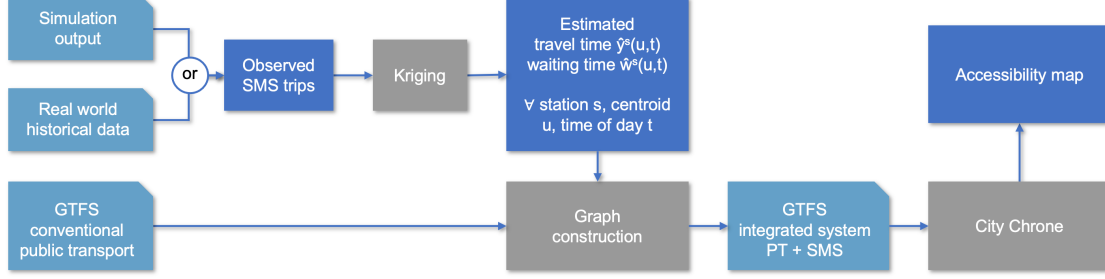 Simulation
output
Real world
historical data
or
Observed
SMS trips
Kriging
Estimated
travel time ŷˢ(u,t)
waiting time ŵˢ(u,t)
∀ station s, centroid
u, time of day t
Accessibility map
GTFS
conventional
public transport
Graph
construction
GTFS
integrated system
PT + SMS
City Chrone